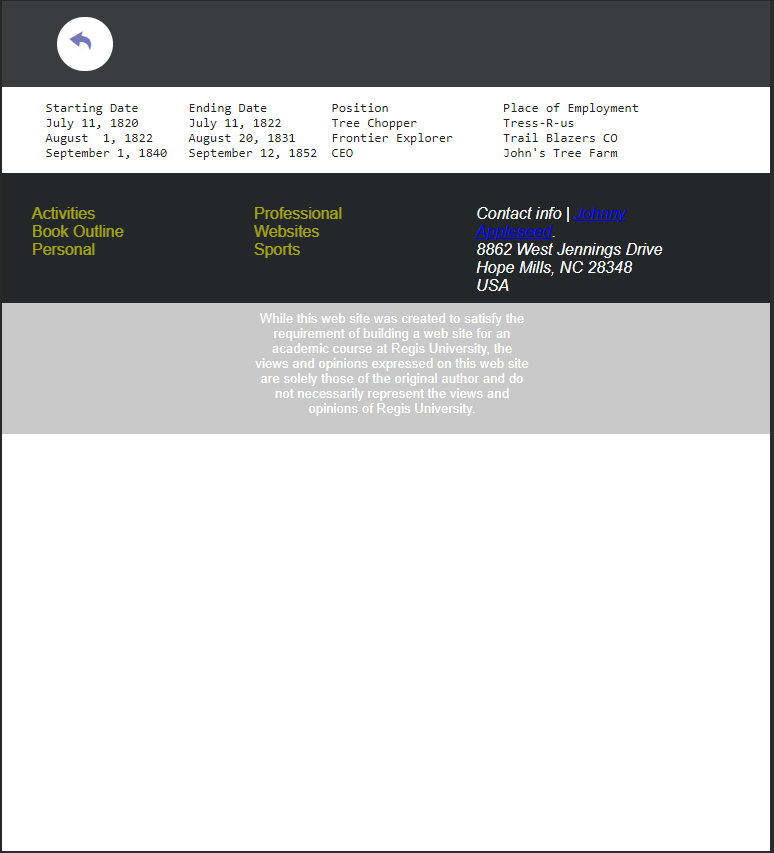 Starting Date Ending Date Position Place of Employment
July 11, 1820 July 11, 1822 Tree Chopper Tress-R-us
August 1, 1822 August 20, 1831 Frontier Explorer Trail Blazers CO
September 1, 1840 September 12, 1852 CEO John's Tree Farm
Activities
Book Outline
Personal
Professional
Websites
Sports
Contact info | Johnny
Appleseed.
8862 West Jennings Drive
Hope Mills, NC 28348
USA
While this web site was created to satisfy the
requirement of building a web site for an
academic course at Regis University, the
views and opinions expressed on this web site
are solely those of the original author and do
not necessarily represent the views and
opinions of Regis University.